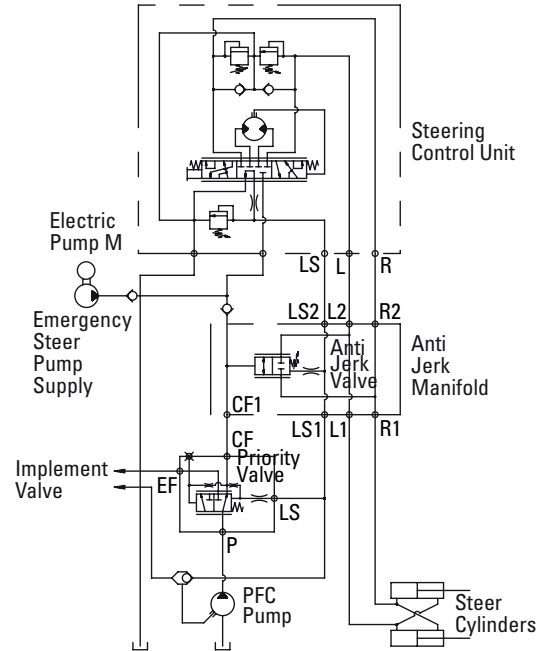 Steering
Control Unit
Electric
Pump M
LS
L
R
Emergency
Steer
Pump
Supply
LS2
L2
R2
Anti
Jerk
Valve
Anti
Jerk
Manifold
CF1
LS1
L1
R1
CF
Priority
Valve
Implement
Valve
EF
LS
P
PFC
Pump
Steer
Cylinders